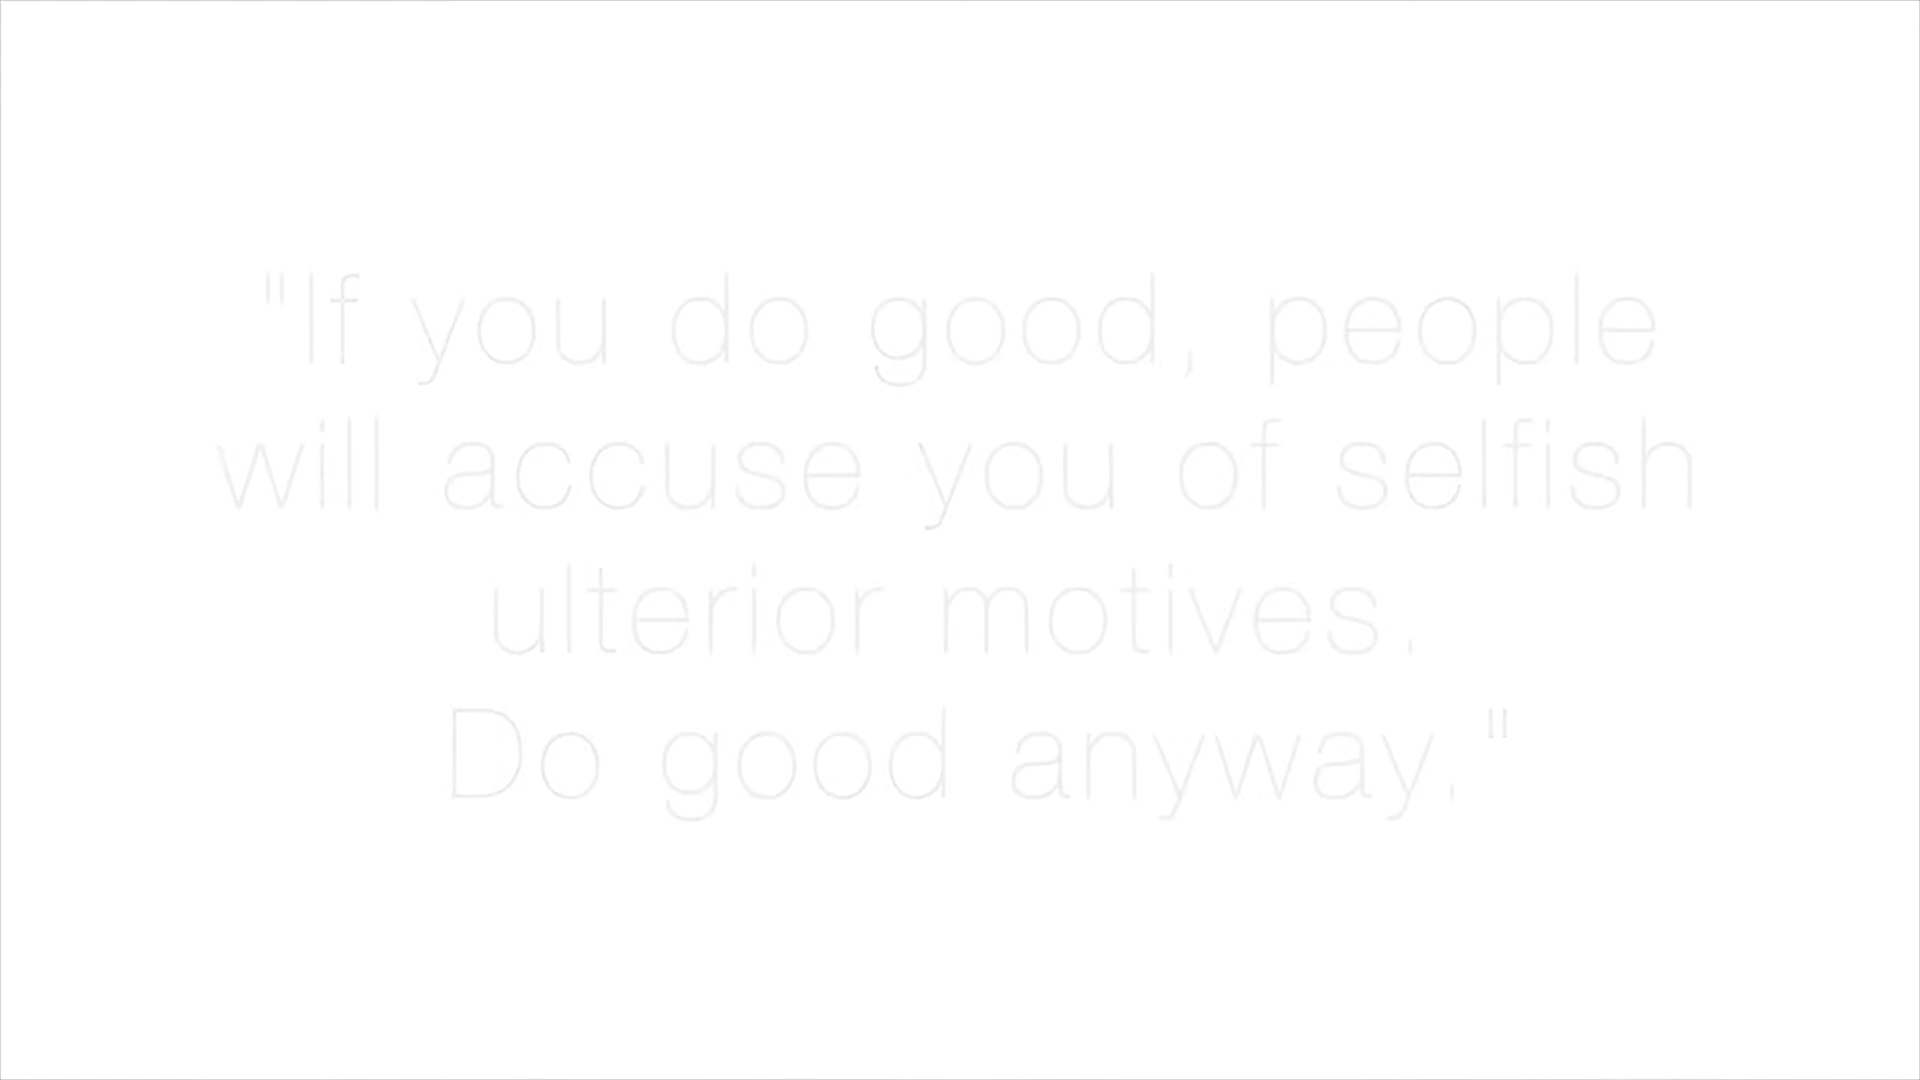 "If you do good, people
will accuse you of selfish
ulterior motives.
Do good anyway."